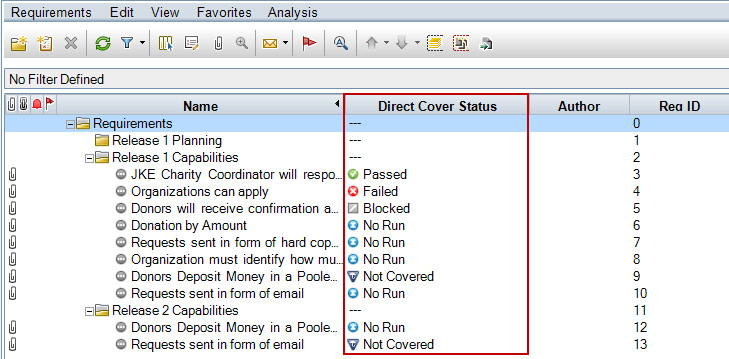 Requirements Edit View Favorites Analysis
No Filter Defined
Name Direct Cover Status Author Req ID
Requirements --- 0
Release 1 Planning --- 1
Release 1 Capabilities --- 2
JKE Charity Coordinator will respo... Passed 3
Organizations can apply Failed 4
Donors will receive confirmation a... Blocked 5
Donation by Amount No Run 6
Requests sent in form of hard cop... No Run 7
Organization must identify how mu... No Run 8
Donors Deposit Money in a Poole... Not Covered 9
Requests sent in form of email No Run 10
Release 2 Capabilities --- 11
Donors Deposit Money in a Poole... No Run 12
Requests sent in form of email Not Covered 13